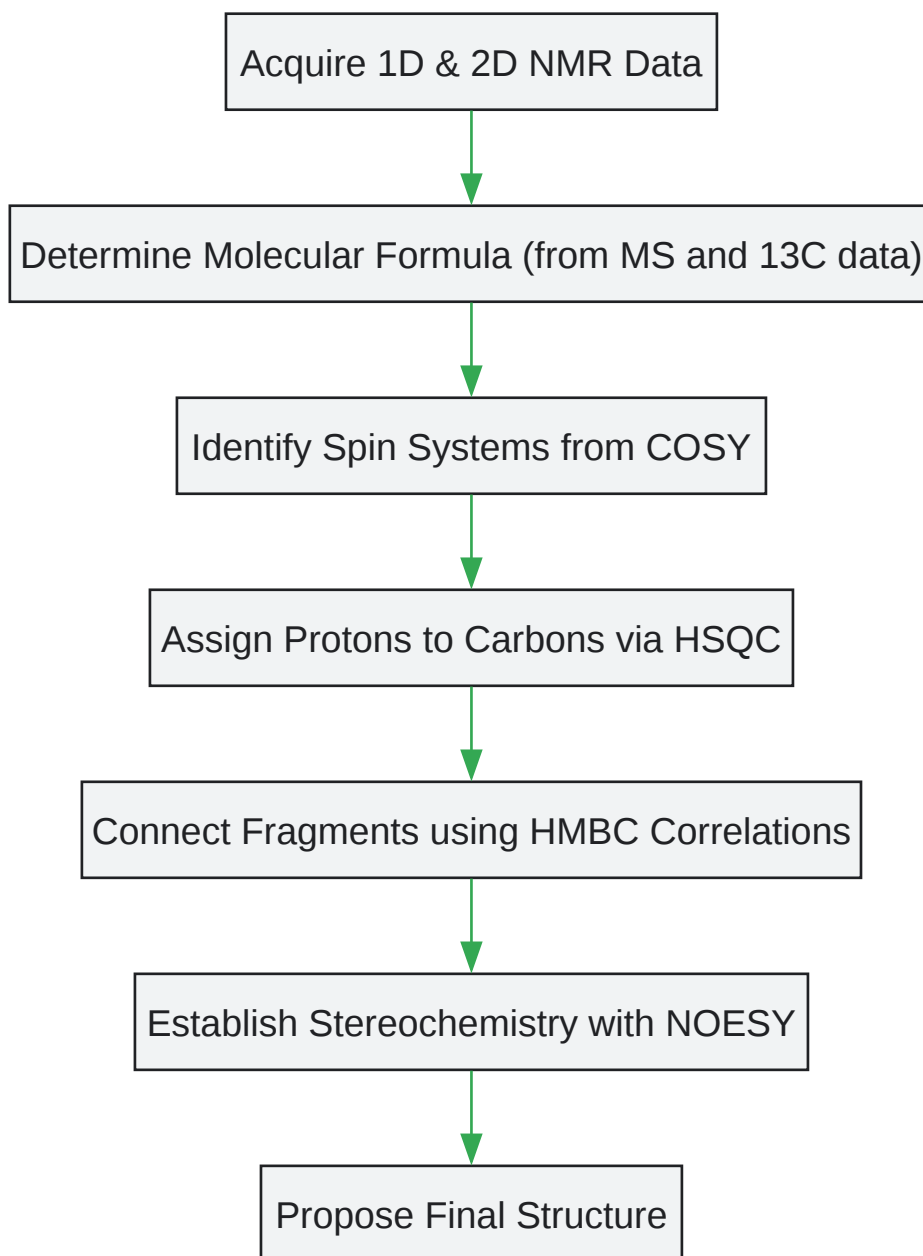 Acquire 1D & 2D NMR Data
Determine Molecular Formula (from MS and 13C data)
Identify Spin Systems from COSY
Assign Protons to Carbons via HSQC
Connect Fragments using HMBC Correlations
Establish Stereochemistry with NOESY
Propose Final Structure